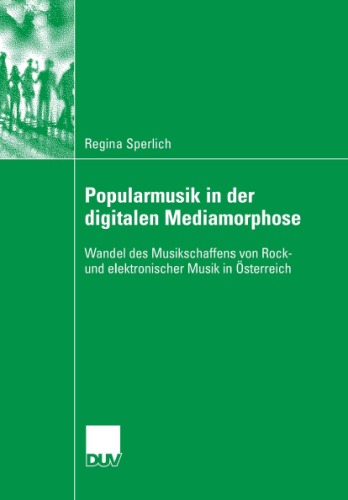 Regina Sperlich
Popularmusik in der
digitalen Mediamorphose
Wandel des Musikschaffens von Rock-
und elektronischer Musik in Österreich
DUV